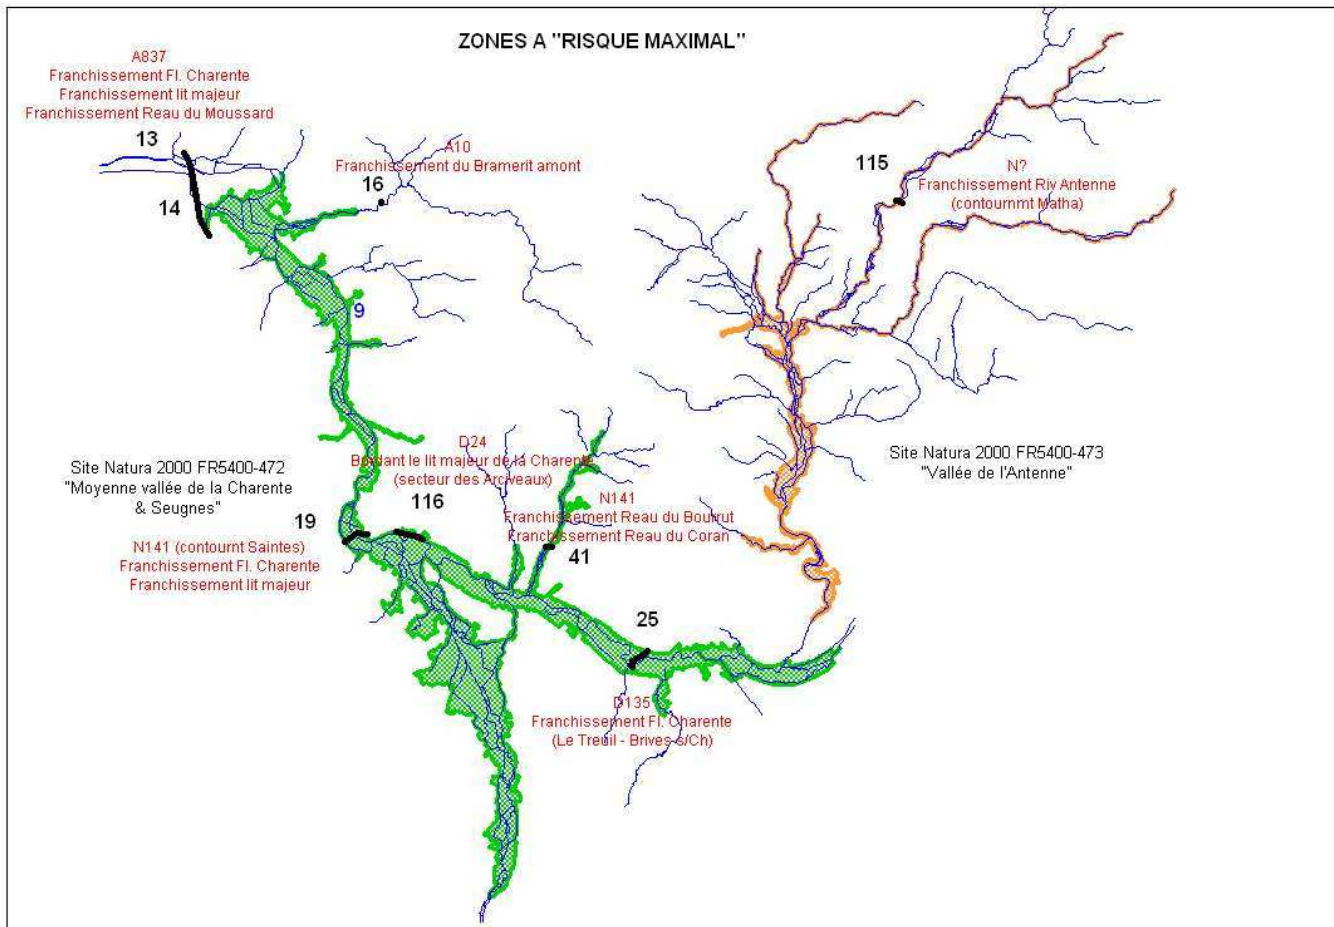 ZONES A "RISQUE MAXIMAL"
A837
Franchissement Fl. Charente
Franchissement lit majeur
Franchissement Reau du Moussard
13
14
A10
Franchissement du Bramerit amont
16
115
N?
Franchissement Riv Antenne
(contournmt Matha)
9
Site Natura 2000 FR5400-472
"Moyenne vallée de la Charente
& Seugnes"
D24
Bordant le lit majeur de la Charente
(secteur des Arciveaux)
116
Site Natura 2000 FR5400-473
"Vallée de l'Antenne"
19
N141 (contournt Saintes)
Franchissement Fl. Charente
Franchissement lit majeur
N141
Franchissement Reau du Bourrut
Franchissement Reau du Coran
41
25
D135
Franchissement Fl. Charente
(Le Treuil - Brives-s/Ch)